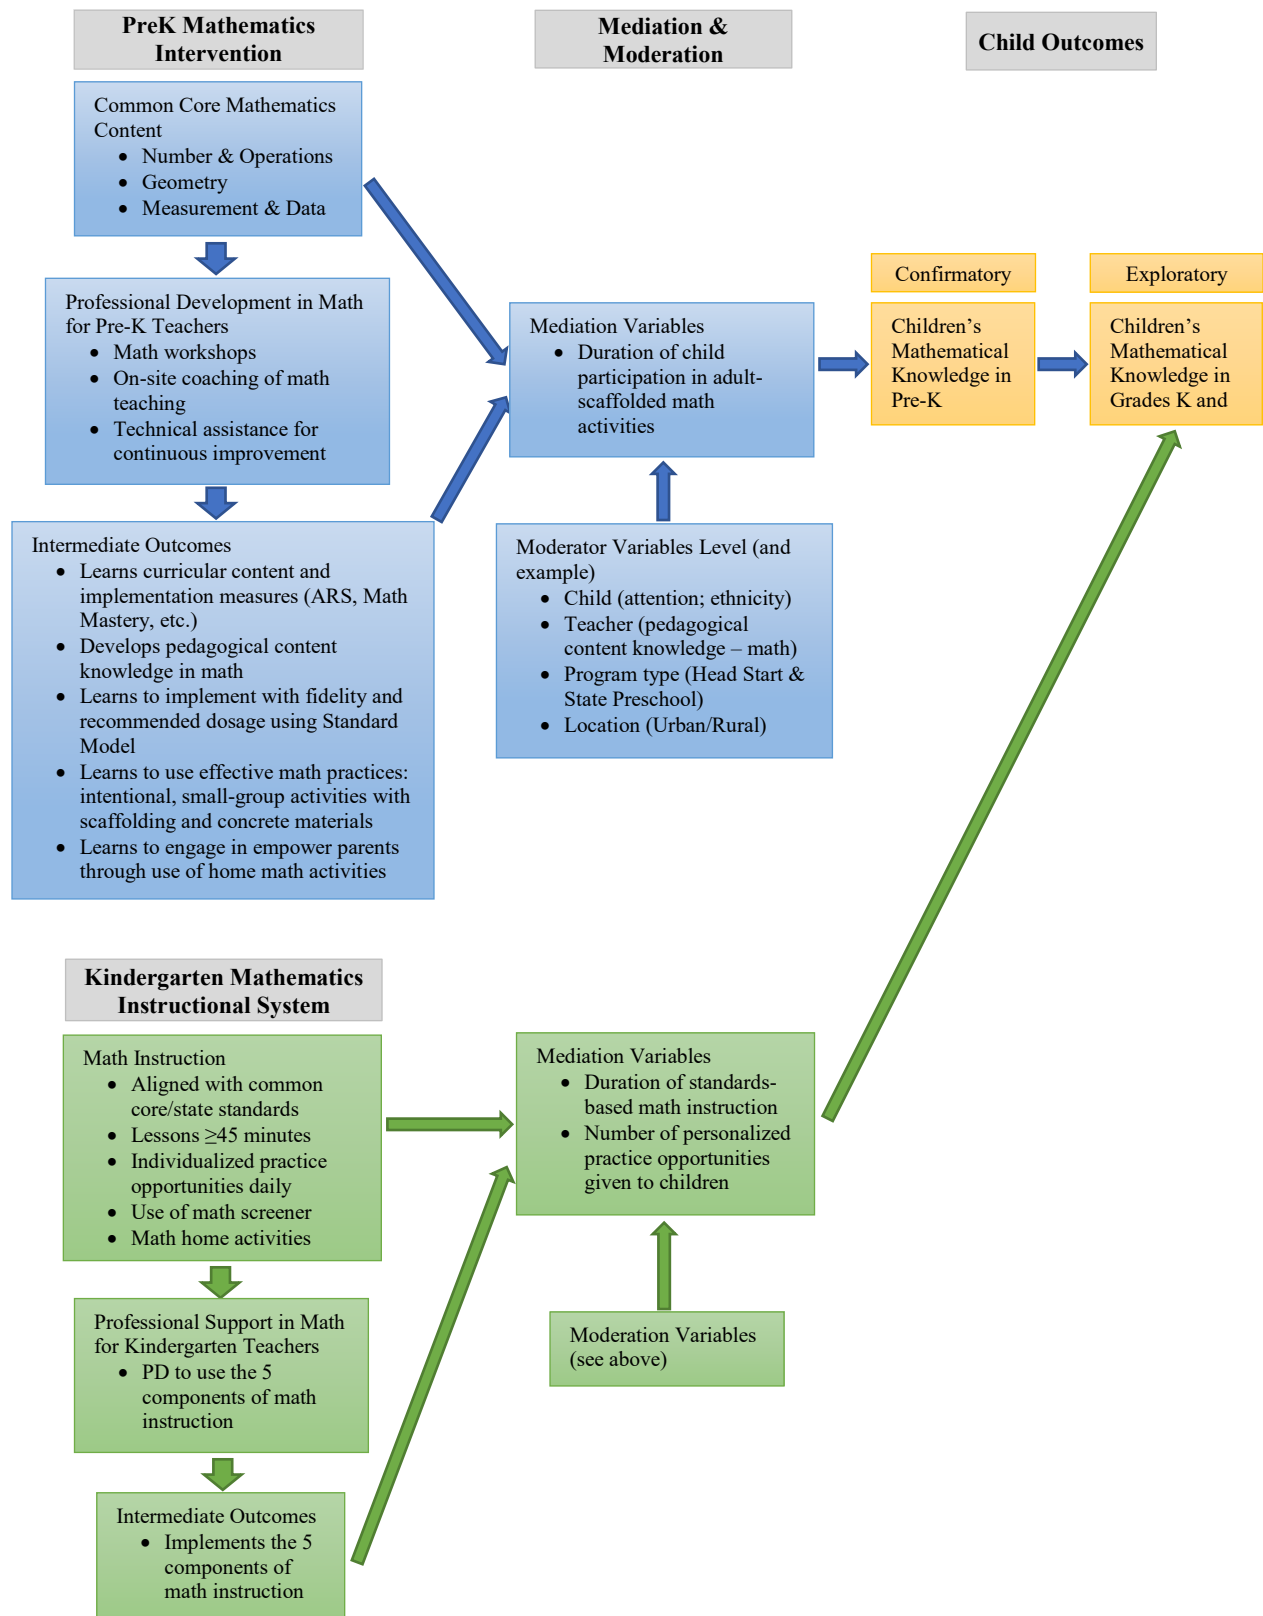 PreK Mathematics
Intervention
Mediation &
Moderation
Child Outcomes
Common Core Mathematics
Content
• Number & Operations
• Geometry
• Measurement & Data
Professional Development in Math
for Pre-K Teachers
• Math workshops
• On-site coaching of math
teaching
• Technical assistance for
continuous improvement
Intermediate Outcomes
• Learns curricular content and
implementation measures (ARS, Math
Mastery, etc.)
• Develops pedagogical content
knowledge in math
• Learns to implement with fidelity and
recommended dosage using Standard
Model
• Learns to use effective math practices:
intentional, small-group activities with
scaffolding and concrete materials
• Learns to engage in empower parents
through use of home math activities
Mediation Variables
• Duration of child
participation in adult-
scaffolded math
activities
Moderator Variables Level (and
example)
• Child (attention; ethnicity)
• Teacher (pedagogical
content knowledge – math)
• Program type (Head Start &
State Preschool)
• Location (Urban/Rural)
Confirmatory
Children’s
Mathematical
Knowledge in
Pre-K
Exploratory
Children’s
Mathematical
Knowledge in
Grades K and
Kindergarten Mathematics
Instructional System
Math Instruction
• Aligned with common
core/state standards
• Lessons ≥45 minutes
• Individualized practice
opportunities daily
• Use of math screener
• Math home activities
Professional Support in Math
for Kindergarten Teachers
• PD to use the 5
components of math
instruction
Intermediate Outcomes
• Implements the 5
components of
math instruction
Mediation Variables
• Duration of standards-
based math instruction
• Number of personalized
practice opportunities
given to children
Moderation Variables
(see above)